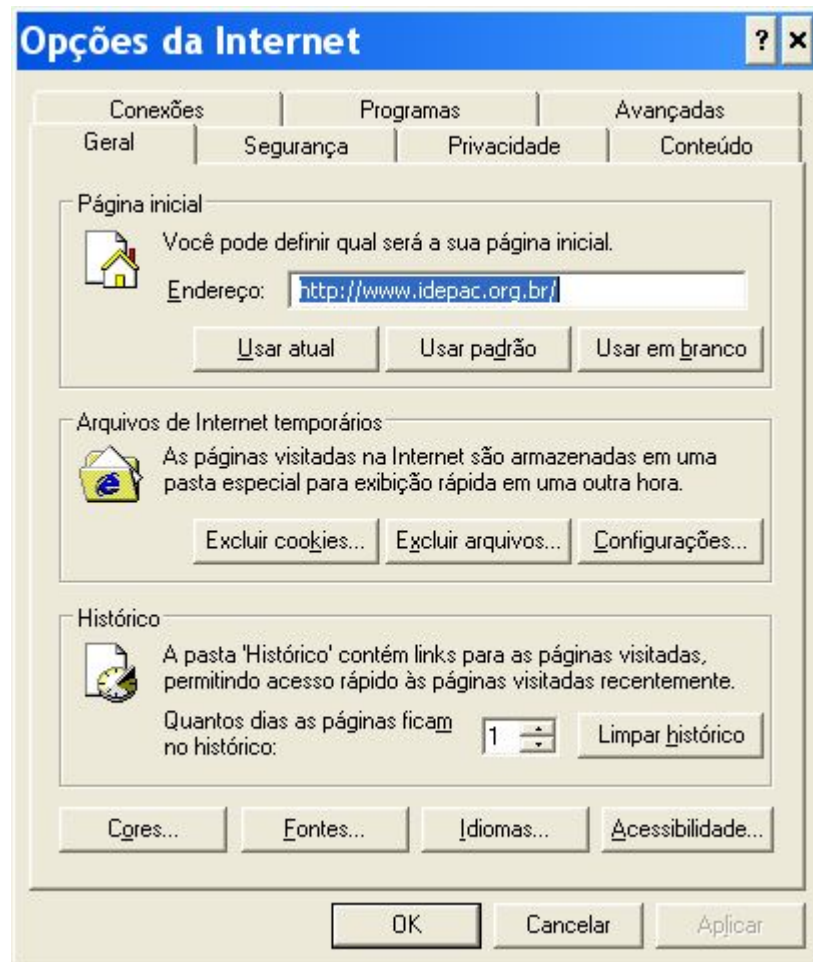 Opções da Internet
? ×
Conexões Programas Avançadas
Geral Segurança Privacidade Conteúdo
Página inicial
Você pode definir qual será a sua página inicial.
Endereço: http://www.idepac.org.br/
Usar atual Usar padrão Usar em branco
Arquivos de Internet temporários
As páginas visitadas na Internet são armazenadas em uma
pasta especial para exibição rápida em uma outra hora.
Excluir cookies... Excluir arquivos... Configurações...
Histórico
A pasta 'Histórico' contém links para as páginas visitadas,
permitindo acesso rápido às páginas visitadas recentemente.
Quantos dias as páginas ficam
no histórico: 1 Limpar histórico
Cores... Fontes... Idiomas... Acessibilidade...
OK Cancelar Aplicar